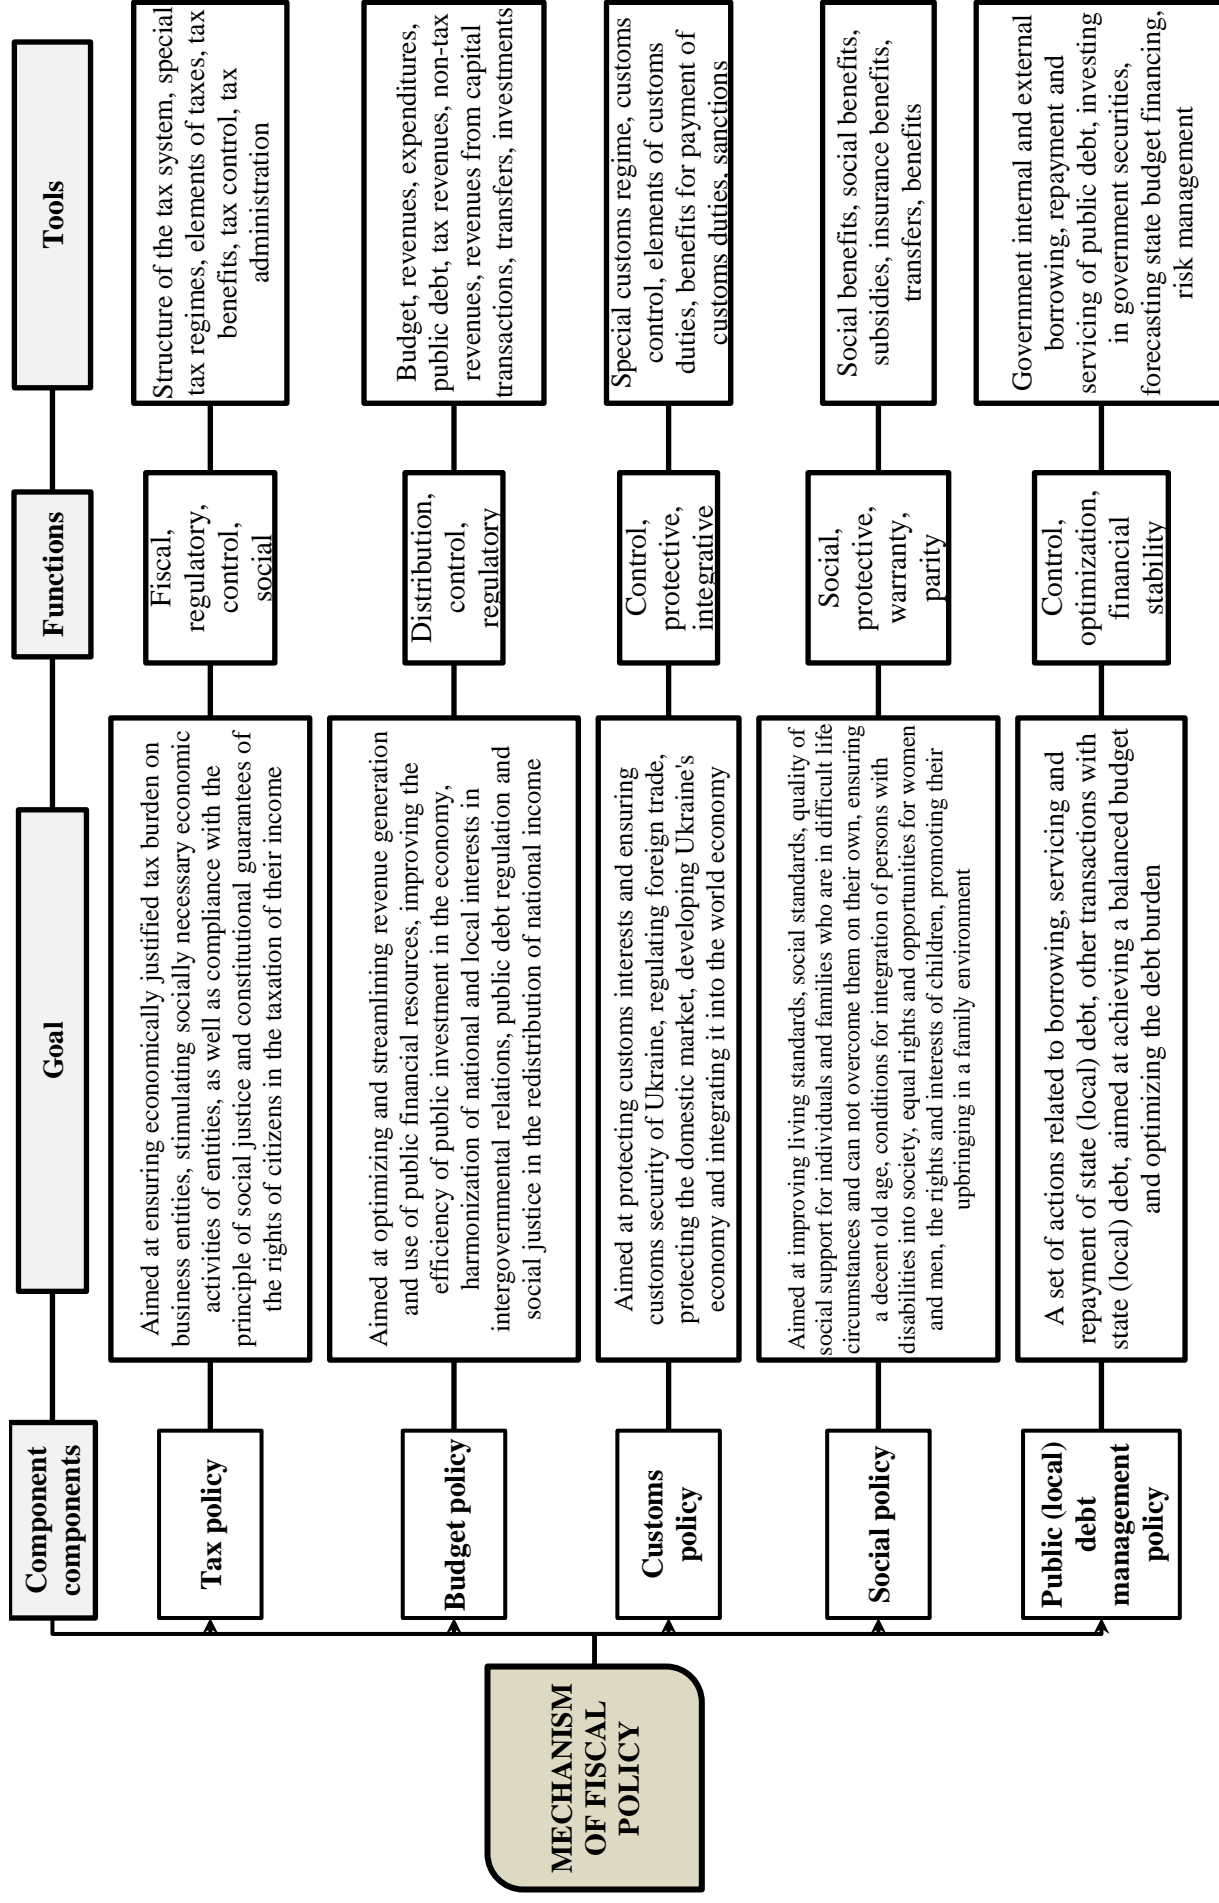 Component
components
Goal
Functions
Tools
MECHANISM
OF FISCAL
POLICY
Tax policy
Aimed at ensuring economically justified tax burden on
business entities, stimulating socially necessary economic
activities of entities, as well as compliance with the
principle of social justice and constitutional guarantees of
the rights of citizens in the taxation of their income
Fiscal,
regulatory,
control,
social
Structure of the tax system, special
tax regimes, elements of taxes, tax
benefits, tax control, tax
administration
Budget policy
Aimed at optimizing and streamlining revenue generation
and use of public financial resources, improving the
efficiency of public investment in the economy,
harmonization of national and local interests in
intergovernmental relations, public debt regulation and
social justice in the redistribution of national income
Distribution,
control,
regulatory
Budget, revenues, expenditures,
public debt, tax revenues, non-tax
revenues, revenues from capital
transactions, transfers, investments
Customs
policy
Aimed at protecting customs interests and ensuring
customs security of Ukraine, regulating foreign trade,
protecting the domestic market, developing Ukraine's
economy and integrating it into the world economy
Control,
protective,
integrative
Special customs regime, customs
control, elements of customs
duties, benefits for payment of
customs duties, sanctions
Social policy
Aimed at improving living standards, social standards, quality of
social support for individuals and families who are in difficult life
circumstances and can not overcome them on their own, ensuring
a decent old age, conditions for integration of persons with
disabilities into society, equal rights and opportunities for women
and men, the rights and interests of children, promoting their
upbringing in a family environment
Social,
protective,
warranty,
parity
Social benefits, social benefits,
subsidies, insurance benefits,
transfers, benefits
Public (local)
debt
management
policy
A set of actions related to borrowing, servicing and
repayment of state (local) debt, other transactions with
state (local) debt, aimed at achieving a balanced budget
and optimizing the debt burden
Control,
optimization,
financial
stability
Government internal and external
borrowing, repayment and
servicing of public debt, investing
in government securities,
forecasting state budget financing,
risk management